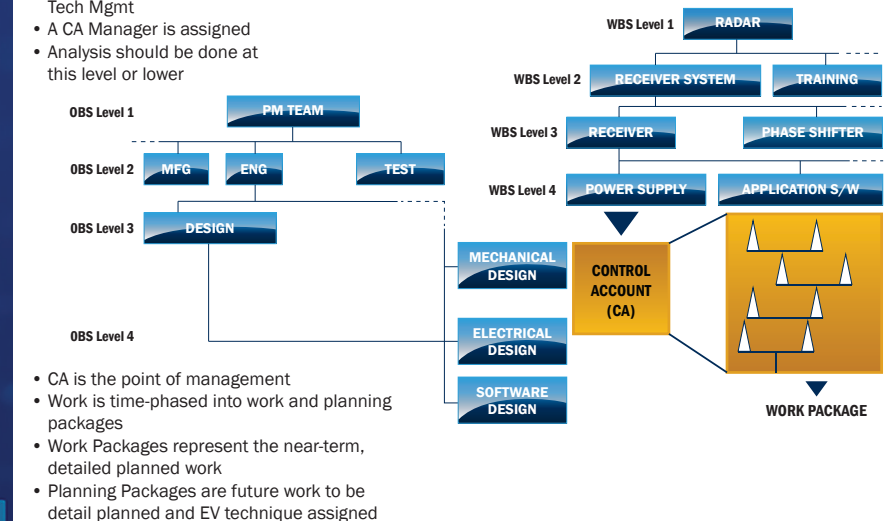 Tech Mgmt
• A CA Manager is assigned
• Analysis should be done at
this level or lower
WBS Level 1
RADAR
WBS Level 2
RECEIVER SYSTEM
TRAINING
WBS Level 3
RECEIVER
PHASE SHIFTER
WBS Level 4
POWER SUPPLY
APPLICATION S/W
OBS Level 1
PM TEAM
OBS Level 2
MFG
ENG
TEST
OBS Level 3
DESIGN
OBS Level 4
MECHANICAL
DESIGN
ELECTRICAL
DESIGN
SOFTWARE
DESIGN
CONTROL
ACCOUNT
(CA)
WORK PACKAGE
• CA is the point of management
• Work is time-phased into work and planning
packages
• Work Packages represent the near-term,
detailed planned work
• Planning Packages are future work to be
detail planned and EV technique assigned